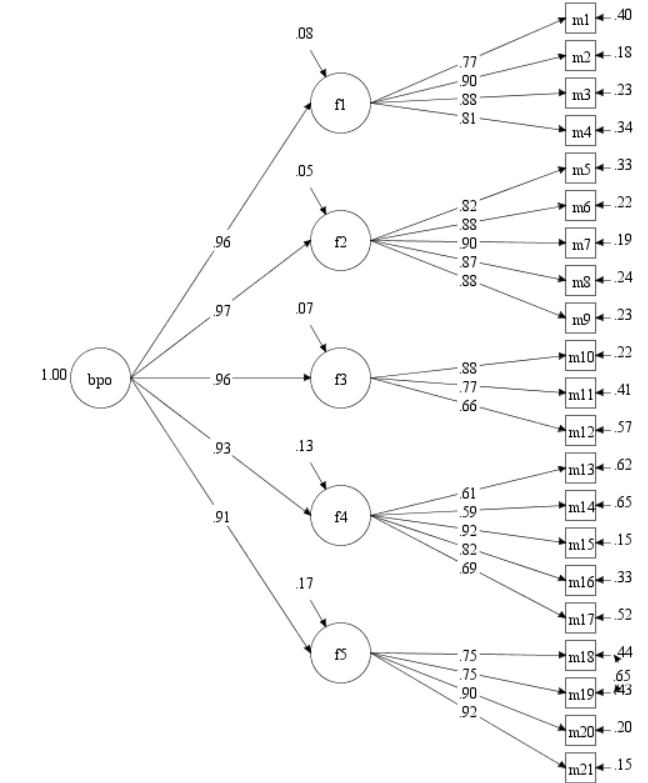 m1 .40
.08
m2 .18
.77
.90
m3 .23
f1
.88
.81
m4 .34
m5 .33
.05
.82
m6 .22
.88
.96
f2
.90
m7 .19
.87
m8 .24
.88
.97
.07
m9 .23
m10 .22
.88
1.00 bpo
.96
f3
.77
m11 .41
.66
m12 .57
.93
.13
m13 .62
.61
m14 .65
.59
.91
f4
.92
m15 .15
.82
m16 .33
.69
.17
m17 .52
f5
.75
m18 .44
.75
.65
m19 .43
.90
.92
m20 .20
m21 .15